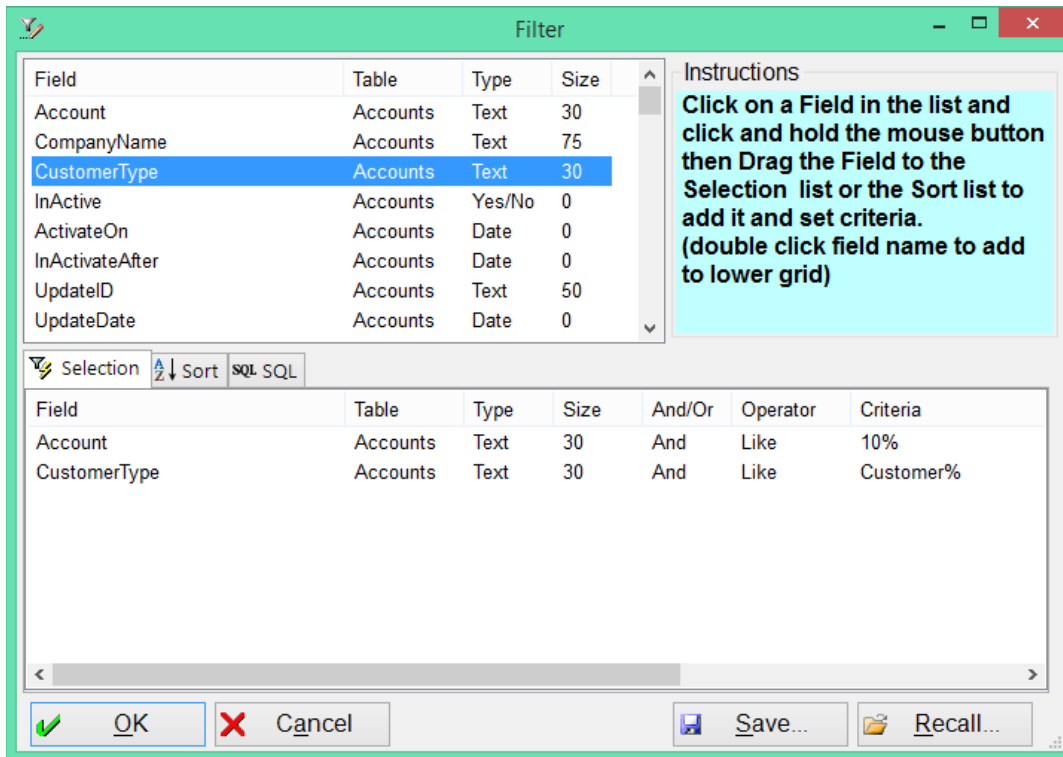 Filter
Field Table Type Size
Account Accounts Text 30
CompanyName Accounts Text 75
CustomerType Accounts Text 30
InActive Accounts Yes/No 0
ActivateOn Accounts Date 0
InActivateAfter Accounts Date 0
UpdateID Accounts Text 50
UpdateDate Accounts Date 0
Instructions
Click on a Field in the list and
click and hold the mouse button
then Drag the Field to the
Selection list or the Sort list to
add it and set criteria.
(double click field name to add
to lower grid)
Selection A Z Sort SQL SQL
Field Table Type Size And/Or Operator Criteria
Account Accounts Text 30 And Like 10%
CustomerType Accounts Text 30 And Like Customer%
OK Cancel Save... Recall...